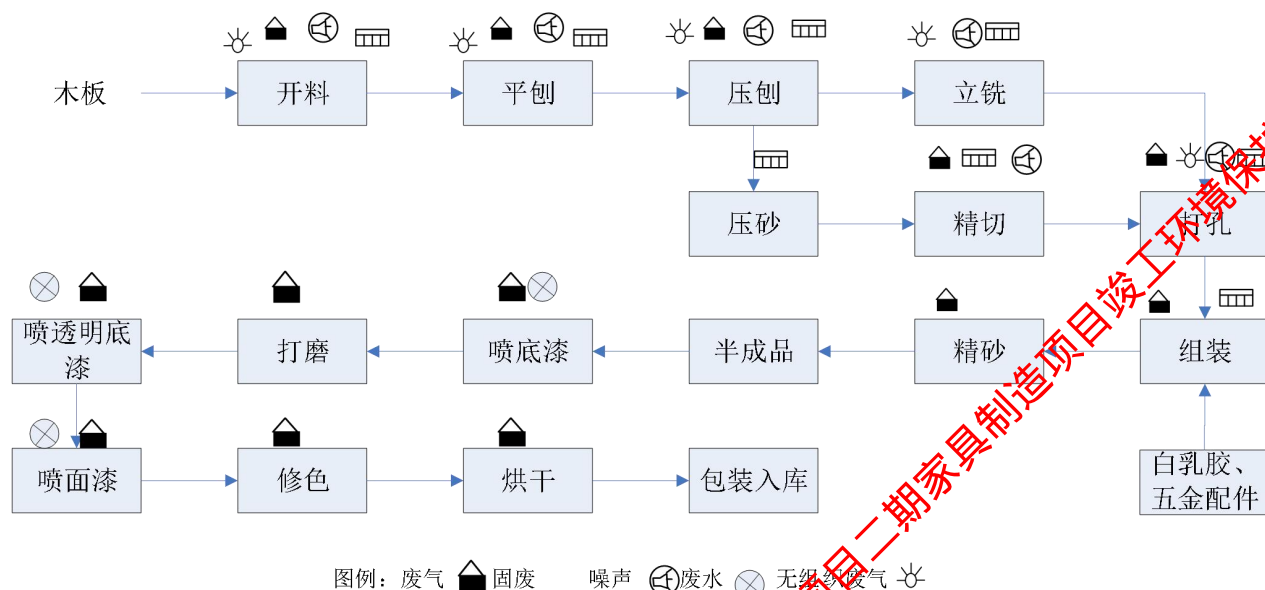 木板
开料
平刨
压刨
立铣
压砂
精切
打孔
喷透明底
漆
打磨
喷底漆
半成品
精砂
组装
喷面漆
修色
烘干
包装入库
白乳胶、
五金配件
图例：废气 固废 噪声 废水 无组织废气
项目二期家具制造项目竣工环境保护